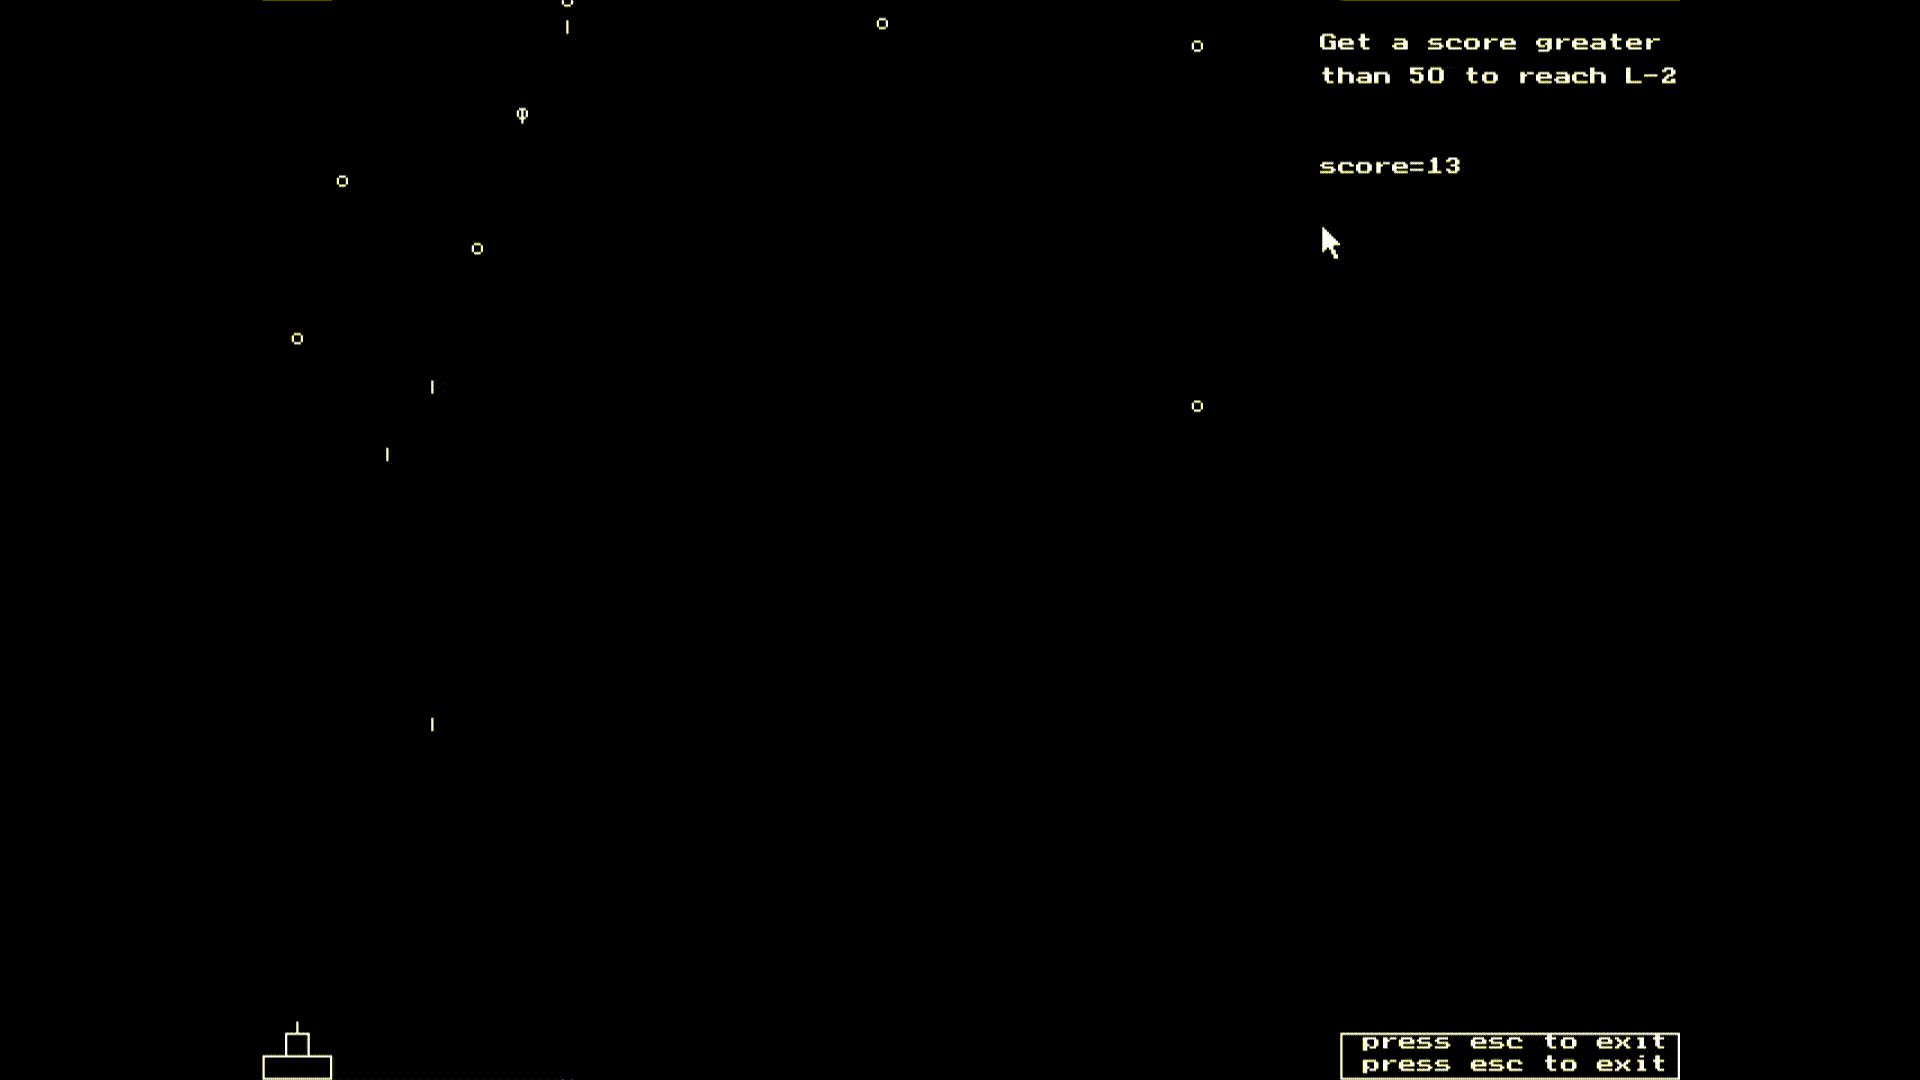 Get a score greater
than 50 to reach L-2
score=13
press esc to exit
press esc to exit